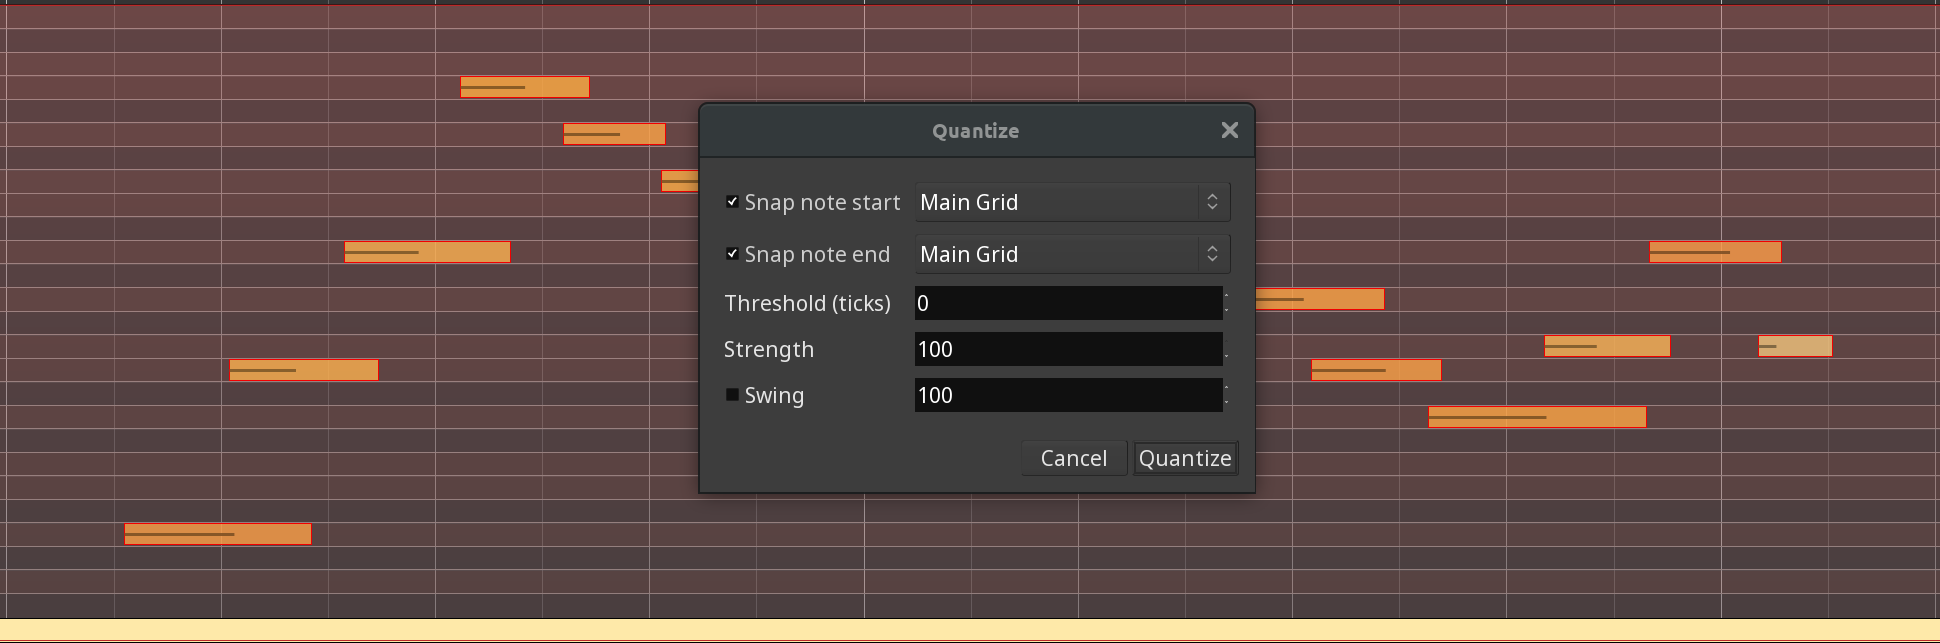 Quantize
Snap note start Main Grid
Snap note end Main Grid
Threshold (ticks) 0
Strength 100
Swing 100
Cancel Quantize